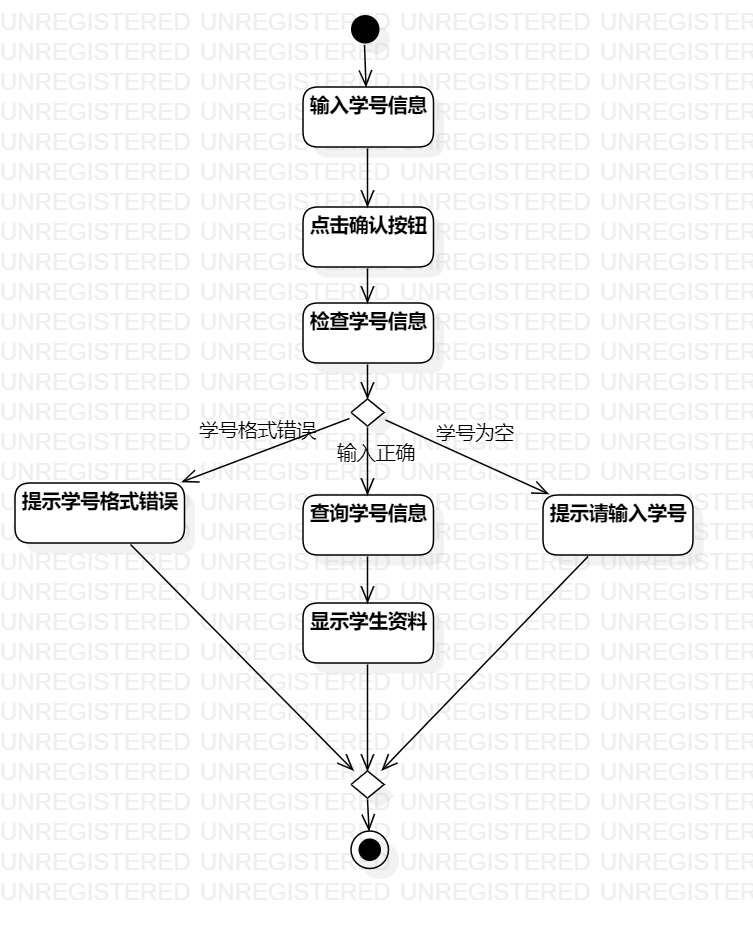 输入学号信息
点击确认按钮
检查学号信息
学号格式错误
输入正确
学号为空
提示学号格式错误
查询学号信息
提示请输入学号
显示学生资料
UNREGISTERED